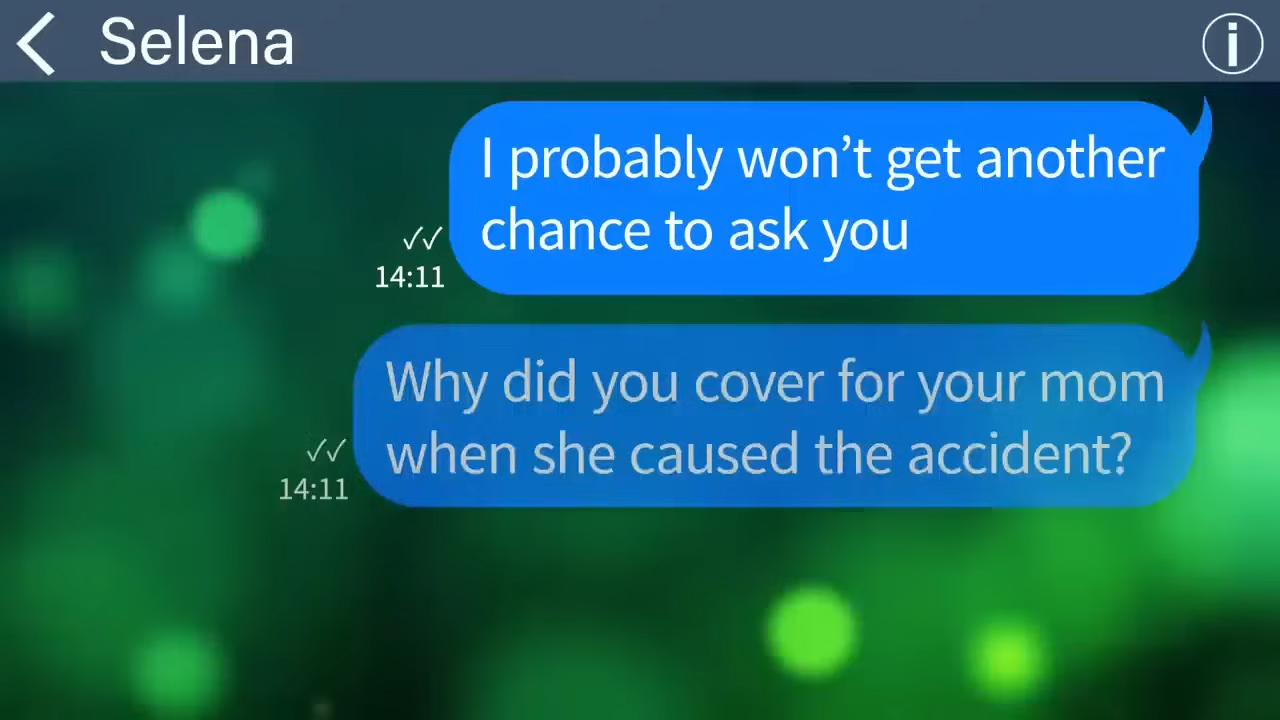 Selena
I probably won’t get another
chance to ask you
✓✓
14:11
Why did you cover for your mom
when she caused the accident?
✓✓
14:11